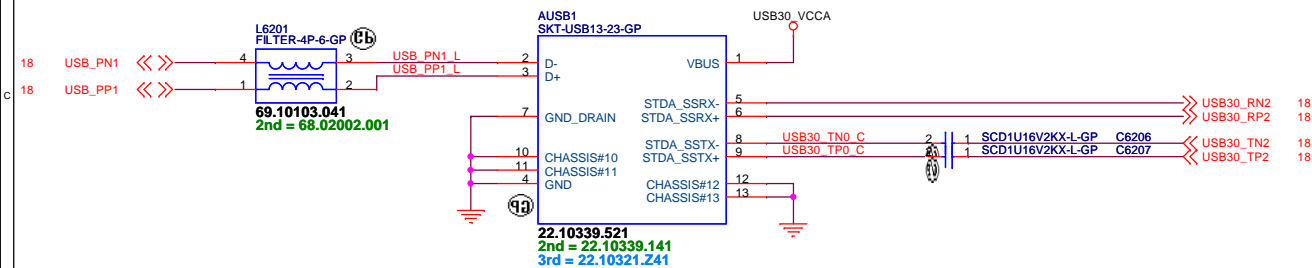 L6201
FILTER-4P-6-GP
18 USB_PN1 4 3 USB_PN1_L
18 USB_PP1 1 2 USB_PP1_L
69.10103.041
2nd = 68.02002.001
C
AUSB1
SKT-USB13-23-GP
USB30_VCCA
2 D- VBUS 1
3 D+
STDA_SSRX- 5 USB30_RN2 18
7 GND_DRAIN STDA_SSRX+ 6 USB30_RP2 18
STDA_SSTX- 8 USB30_TN0_C 2 1 SCD1U16V2KX-L-GP C6206 USB30_TN2 18
10 CHASSIS#10 STDA_SSTX+ 9 USB30_TP0_C 1 SCD1U16V2KX-L-GP C6207 USB30_TP2 18
11 CHASSIS#11
4 GND CHASSIS#12 12
CHASSIS#13 13
22.10339.521
2nd = 22.10339.141
3rd = 22.10321.Z41